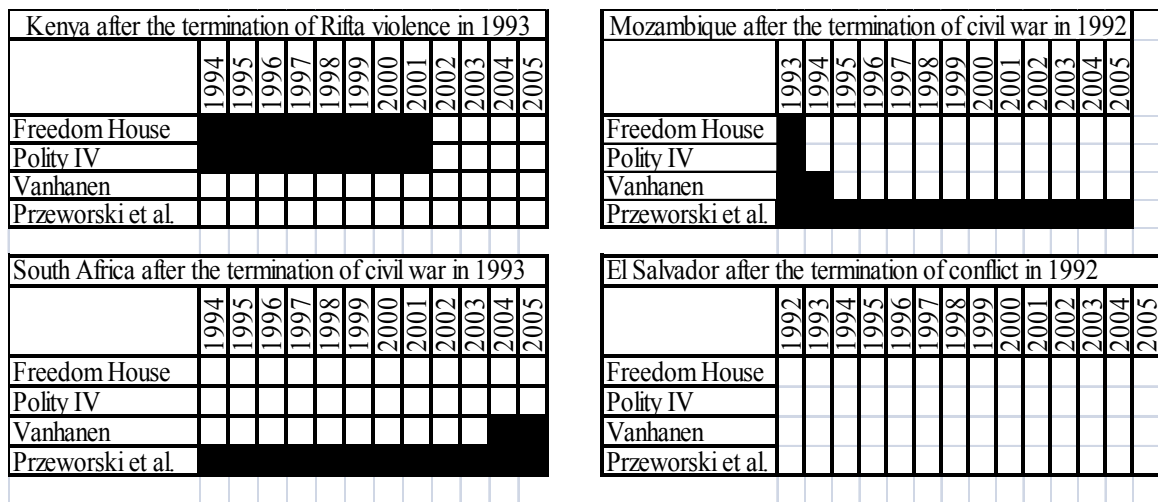 Kenya after the termination of Rifta violence in 1993
1994 1995 1996 1997 1998 1999 2000 2001 2002 2003 2004 2005
Freedom House
Polity IV
Vanhanen
Przeworski et al.
Mozambique after the termination of civil war in 1992
1993 1994 1995 1996 1997 1998 1999 2000 2001 2002 2003 2004 2005
Freedom House
Polity IV
Vanhanen
Przeworski et al.
South Africa after the termination of civil war in 1993
1994 1995 1996 1997 1998 1999 2000 2001 2002 2003 2004 2005
Freedom House
Polity IV
Vanhanen
Przeworski et al.
El Salvador after the termination of conflict in 1992
1992 1993 1994 1995 1996 1997 1998 1999 2000 2001 2002 2003 2004 2005
Freedom House
Polity IV
Vanhanen
Przeworski et al.